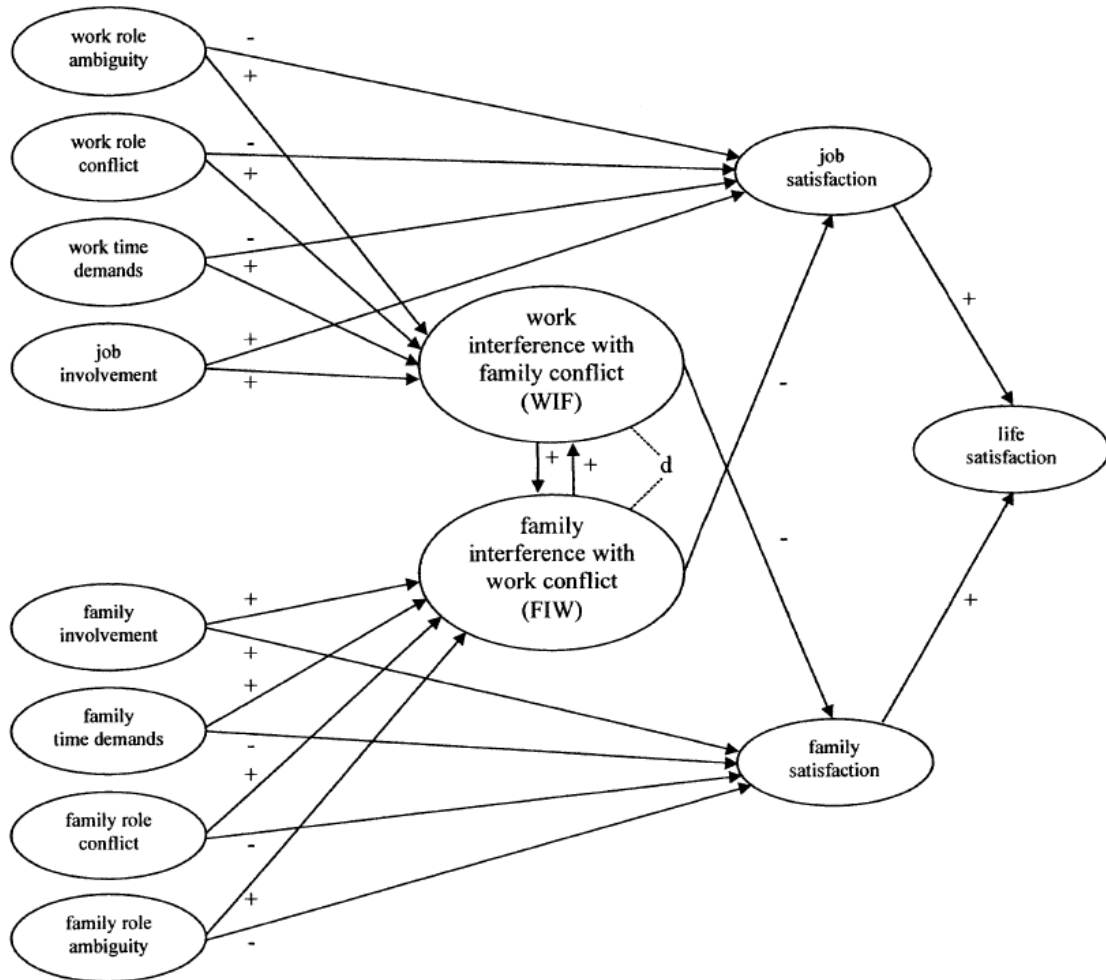 work role
ambiguity
-
+
work role
conflict
-
+
job
satisfaction
work time
demands
-
+
+
job
involvement
+
+
work
interference with
family conflict
(WIF)
-
life
satisfaction
+
+
d
family
interference with
work conflict
(FIW)
-
+
family
involvement
+
+
family
time demands
+
-
family
satisfaction
family role
conflict
+
-
family role
ambiguity
+
-